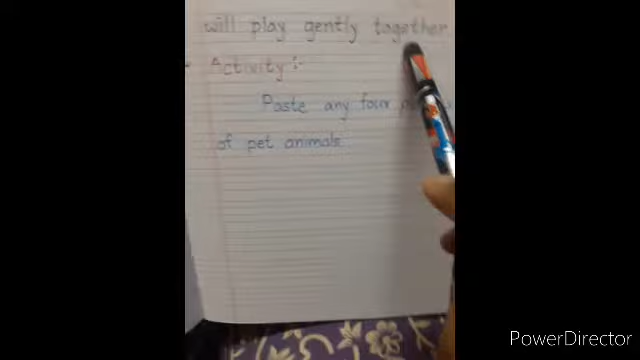 will play gently together
Activity :-
Paste any four
of pet animals.
PowerDirector